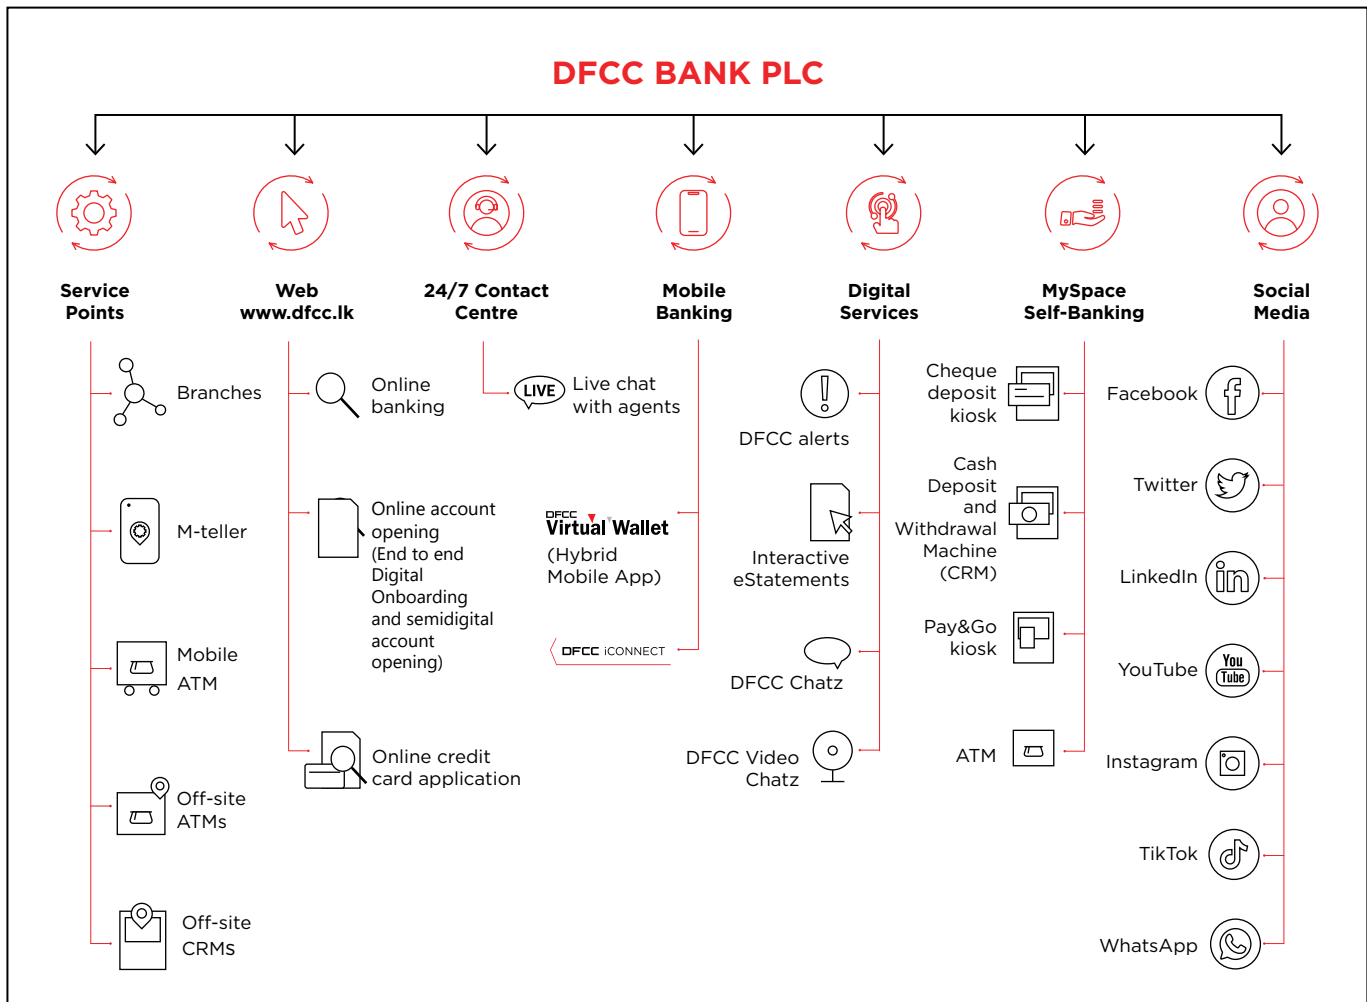 DFCC BANK PLC
Service
Points
Branches
M-teller
Mobile
ATM
Off-site
ATMs
Off-site
CRMs
Web
www.dfcc.lk
Online
banking
Online account
opening
(End to end
Digital
Onboarding
and semidigital
account
opening)
Online credit
card application
24/7 Contact
Centre
LIVE
Live chat
with agents
Mobile
Banking
DFCC
Virtual Wallet
(Hybrid
Mobile App)
DFCC iCONNECT
Digital
Services
DFCC alerts
Interactive
eStatements
DFCC Chatz
DFCC Video
Chatz
MySpace
Self-Banking
Cheque
deposit
kiosk
Cash
Deposit
and
Withdrawal
Machine
(CRM)
Pay&Go
kiosk
ATM
Social
Media
Facebook
f
Twitter
LinkedIn
in
YouTube
You
Tube
Instagram
TikTok
WhatsApp